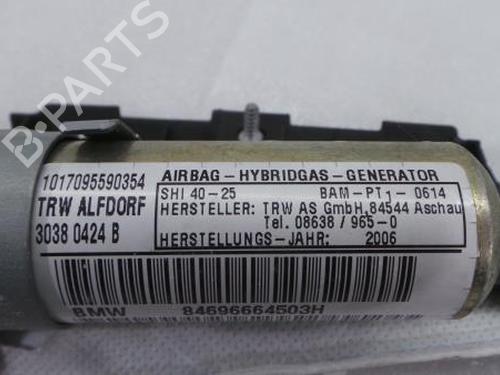 B-PARTS
1017095590354
TRW ALFDORF
3038 0424 B
AIRBAG-HYBRIDGAS-GENERATOR
SHI 40-25 BAM-PT1-0614
HERSTELLER: TRW AS GmbH,84544 Aschau
Tel. 08638 / 965-0
HERSTELLUNGS-JAHR: 2006
BMW 84696664503H